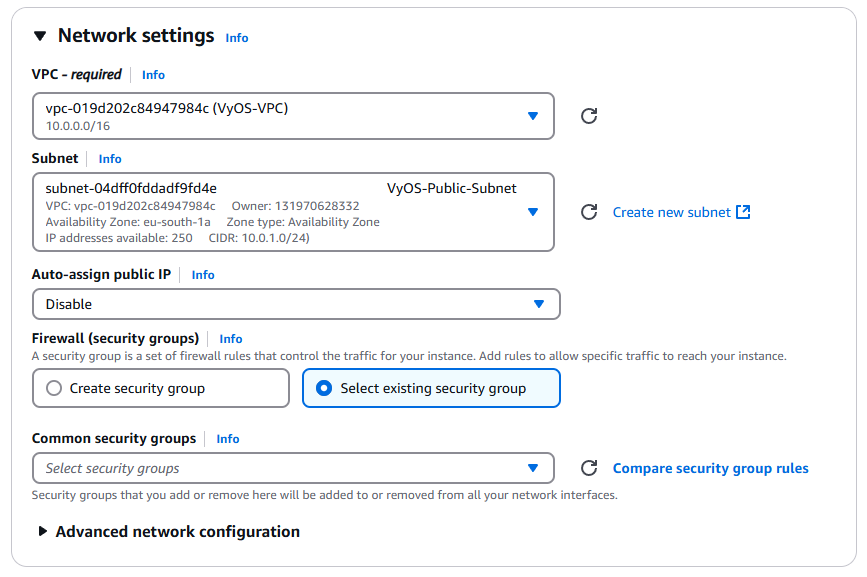 Network settings Info
VPC - required Info
vpc-019d202c84947984c (VyOS-VPC)
10.0.0.0/16
Subnet Info
subnet-04dff0fddadf9fd4e VyOS-Public-Subnet
VPC: vpc-019d202c84947984c Owner: 131970628332
Availability Zone: eu-south-1a Zone type: Availability Zone
IP addresses available: 250 CIDR: 10.0.1.0/24)
Create new subnet
Auto-assign public IP Info
Disable
Firewall (security groups) Info
A security group is a set of firewall rules that control the traffic for your instance. Add rules to allow specific traffic to reach your instance.
Create security group
Select existing security group
Common security groups Info
Select security groups
Compare security group rules
Security groups that you add or remove here will be added to or removed from all your network interfaces.
Advanced network configuration